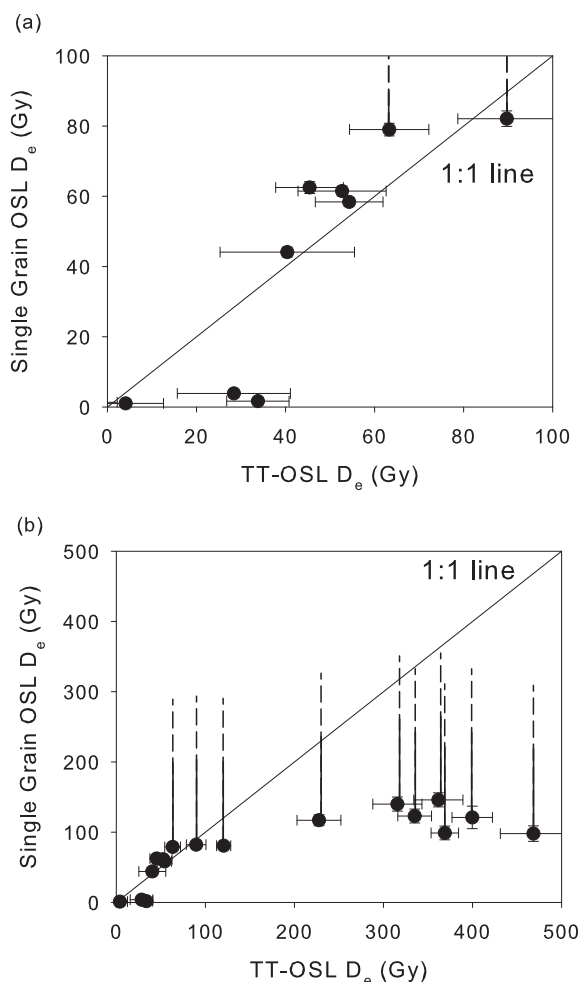 (a)
100
80
60
40
20
0
Single Grain OSL De (Gy)
1:1 line
0 20 40 60 80 100
TT-OSL De (Gy)
(b)
500
400
300
200
100
0
Single Grain OSL De (Gy)
1:1 line
0 100 200 300 400 500
TT-OSL De (Gy)